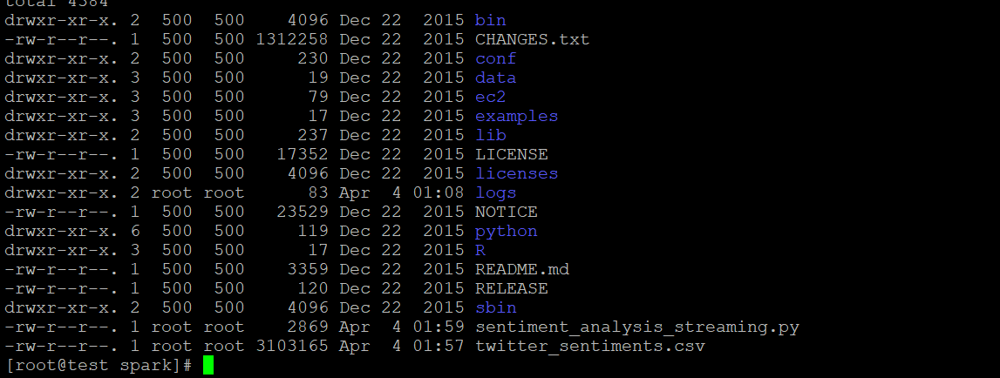 total 4384
drwxr-xr-x. 2 500 500 4096 Dec 22 2015 bin
-rw-r--r--. 1 500 500 1312258 Dec 22 2015 CHANGES.txt
drwxr-xr-x. 2 500 500 230 Dec 22 2015 conf
drwxr-xr-x. 3 500 500 19 Dec 22 2015 data
drwxr-xr-x. 3 500 500 79 Dec 22 2015 ec2
drwxr-xr-x. 3 500 500 17 Dec 22 2015 examples
drwxr-xr-x. 2 500 500 237 Dec 22 2015 lib
-rw-r--r--. 1 500 500 17352 Dec 22 2015 LICENSE
drwxr-xr-x. 2 500 500 4096 Dec 22 2015 licenses
drwxr-xr-x. 2 root root 83 Apr 4 01:08 logs
-rw-r--r--. 1 500 500 23529 Dec 22 2015 NOTICE
drwxr-xr-x. 6 500 500 119 Dec 22 2015 python
drwxr-xr-x. 3 500 500 17 Dec 22 2015 R
-rw-r--r--. 1 500 500 3359 Dec 22 2015 README.md
-rw-r--r--. 1 500 500 120 Dec 22 2015 RELEASE
drwxr-xr-x. 2 500 500 4096 Dec 22 2015 sbin
-rw-r--r--. 1 root root 2869 Apr 4 01:59 sentiment_analysis_streaming.py
-rw-r--r--. 1 root root 3103165 Apr 4 01:57 twitter_sentiments.csv
[root@test spark]#